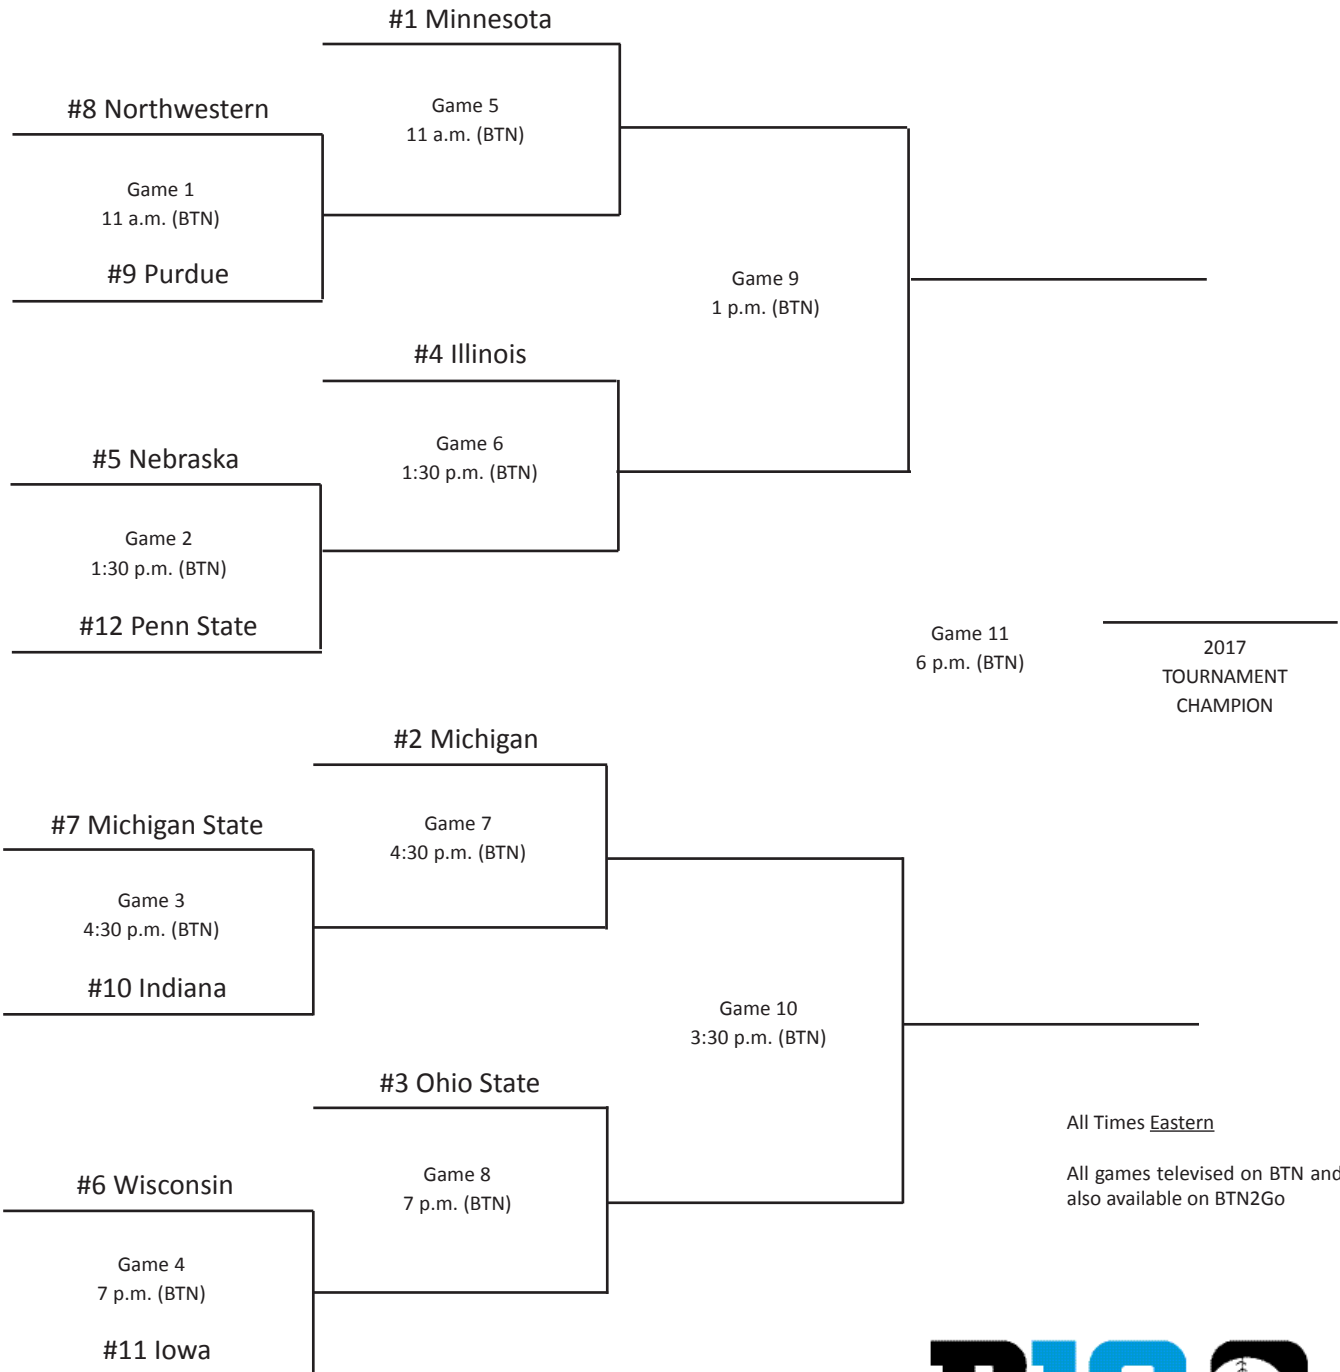 #1 Minnesota
#8 Northwestern
Game 5
11 a.m. (BTN)
Game 1
11 a.m. (BTN)
#9 Purdue
Game 9
1 p.m. (BTN)
#4 Illinois
Game 6
1:30 p.m. (BTN)
#5 Nebraska
Game 2
1:30 p.m. (BTN)
#12 Penn State
Game 11
6 p.m. (BTN)
2017
TOURNAMENT
CHAMPION
#2 Michigan
#7 Michigan State
Game 7
4:30 p.m. (BTN)
Game 3
4:30 p.m. (BTN)
#10 Indiana
Game 10
3:30 p.m. (BTN)
#3 Ohio State
All Times Eastern
All games televised on BTN and
also available on BTN2Go
#6 Wisconsin
Game 8
7 p.m. (BTN)
Game 4
7 p.m. (BTN)
#11 Iowa